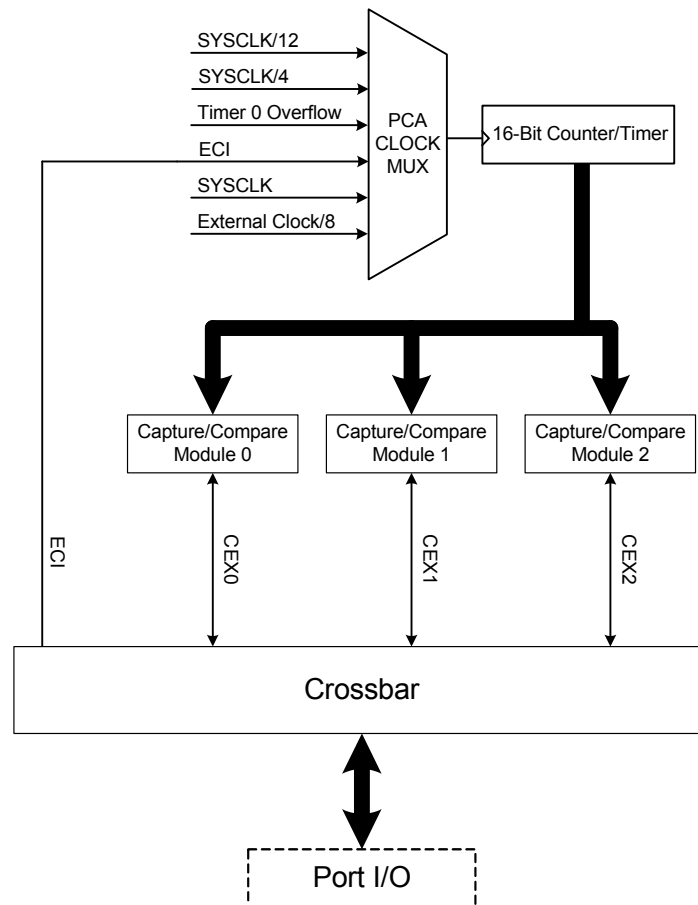 SYSCLK/12
SYSCLK/4
Timer 0 Overflow
ECI
SYSCLK
External Clock/8
PCA
CLOCK
MUX
16-Bit Counter/Timer
Capture/Compare
Module 0
Capture/Compare
Module 1
Capture/Compare
Module 2
ECI
CEX0
CEX1
CEX2
Crossbar
Port I/O